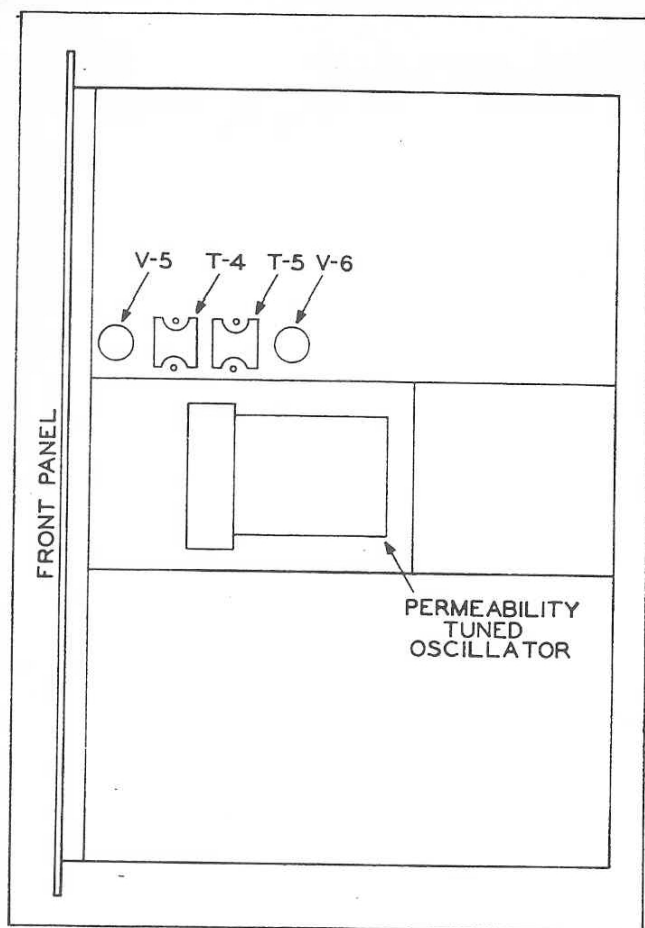 V-5
T-4
T-5
V-6
FRONT PANEL
PERMEABILITY
TUNED
OSCILLATOR